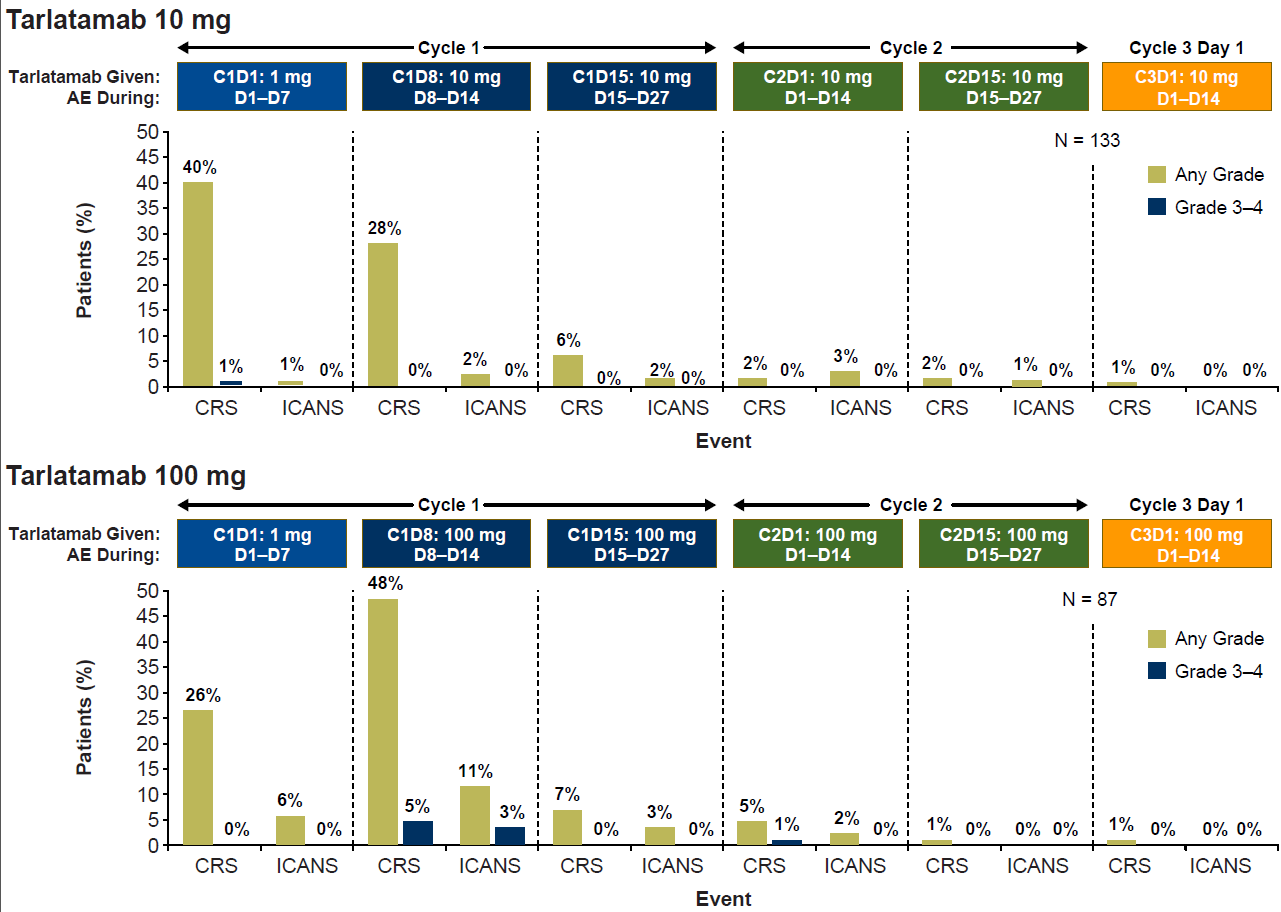 Tarlatamab 10 mg
Cycle 1 Cycle 2 Cycle 3 Day 1
Tarlatamab Given: C1D1: 1 mg C1D8: 10 mg C1D15: 10 mg C2D1: 10 mg C2D15: 10 mg C3D1: 10 mg
AE During: D1–D7 D8–D14 D15–D27 D1–D14 D15–D27 D1–D14
N = 133
Any Grade
Grade 3–4
Patients (%)
50
45
40
35
30
25
20
15
10
5
0
40% 1% 1% 0% 28% 0% 2% 0% 6% 0% 2% 0% 2% 0% 3% 0% 2% 0% 1% 0% 1% 0% 0% 0%
CRS ICANS CRS ICANS CRS ICANS CRS ICANS CRS ICANS CRS ICANS
Event
Tarlatamab 100 mg
Cycle 1 Cycle 2 Cycle 3 Day 1
Tarlatamab Given: C1D1: 1 mg C1D8: 100 mg C1D15: 100 mg C2D1: 100 mg C2D15: 100 mg C3D1: 100 mg
AE During: D1–D7 D8–D14 D15–D27 D1–D14 D15–D27 D1–D14
N = 87
Any Grade
Grade 3–4
Patients (%)
50
45
40
35
30
25
20
15
10
5
0
26% 0% 6% 0% 48% 5% 11% 3% 7% 0% 3% 0% 5% 1% 2% 0% 1% 0% 0% 0% 1% 0% 0% 0%
CRS ICANS CRS ICANS CRS ICANS CRS ICANS CRS ICANS CRS ICANS
Event